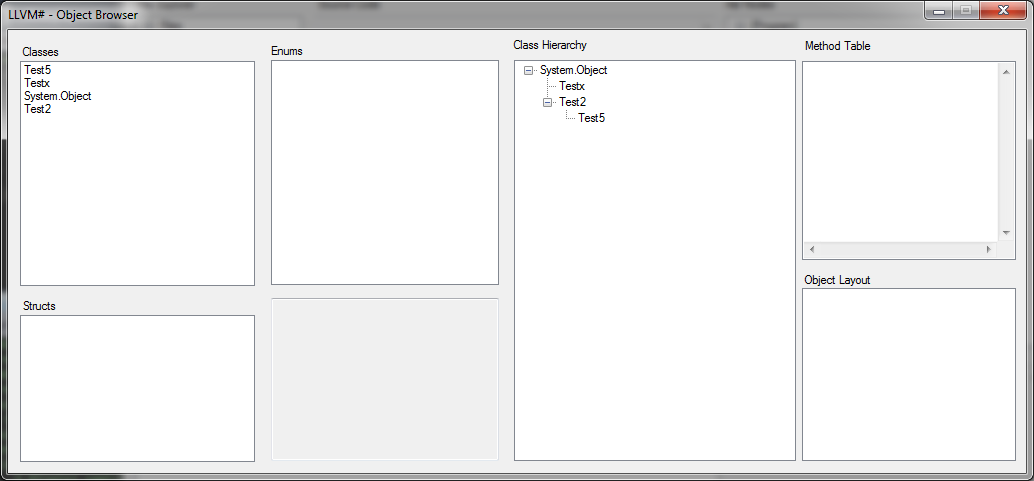 LLVM# - Object Browser
Classes
Test5
Testx
System.Object
Test2
Enums
Structs
Class Hierarchy
System.Object
Testx
Test2
Test5
Method Table
Object Layout